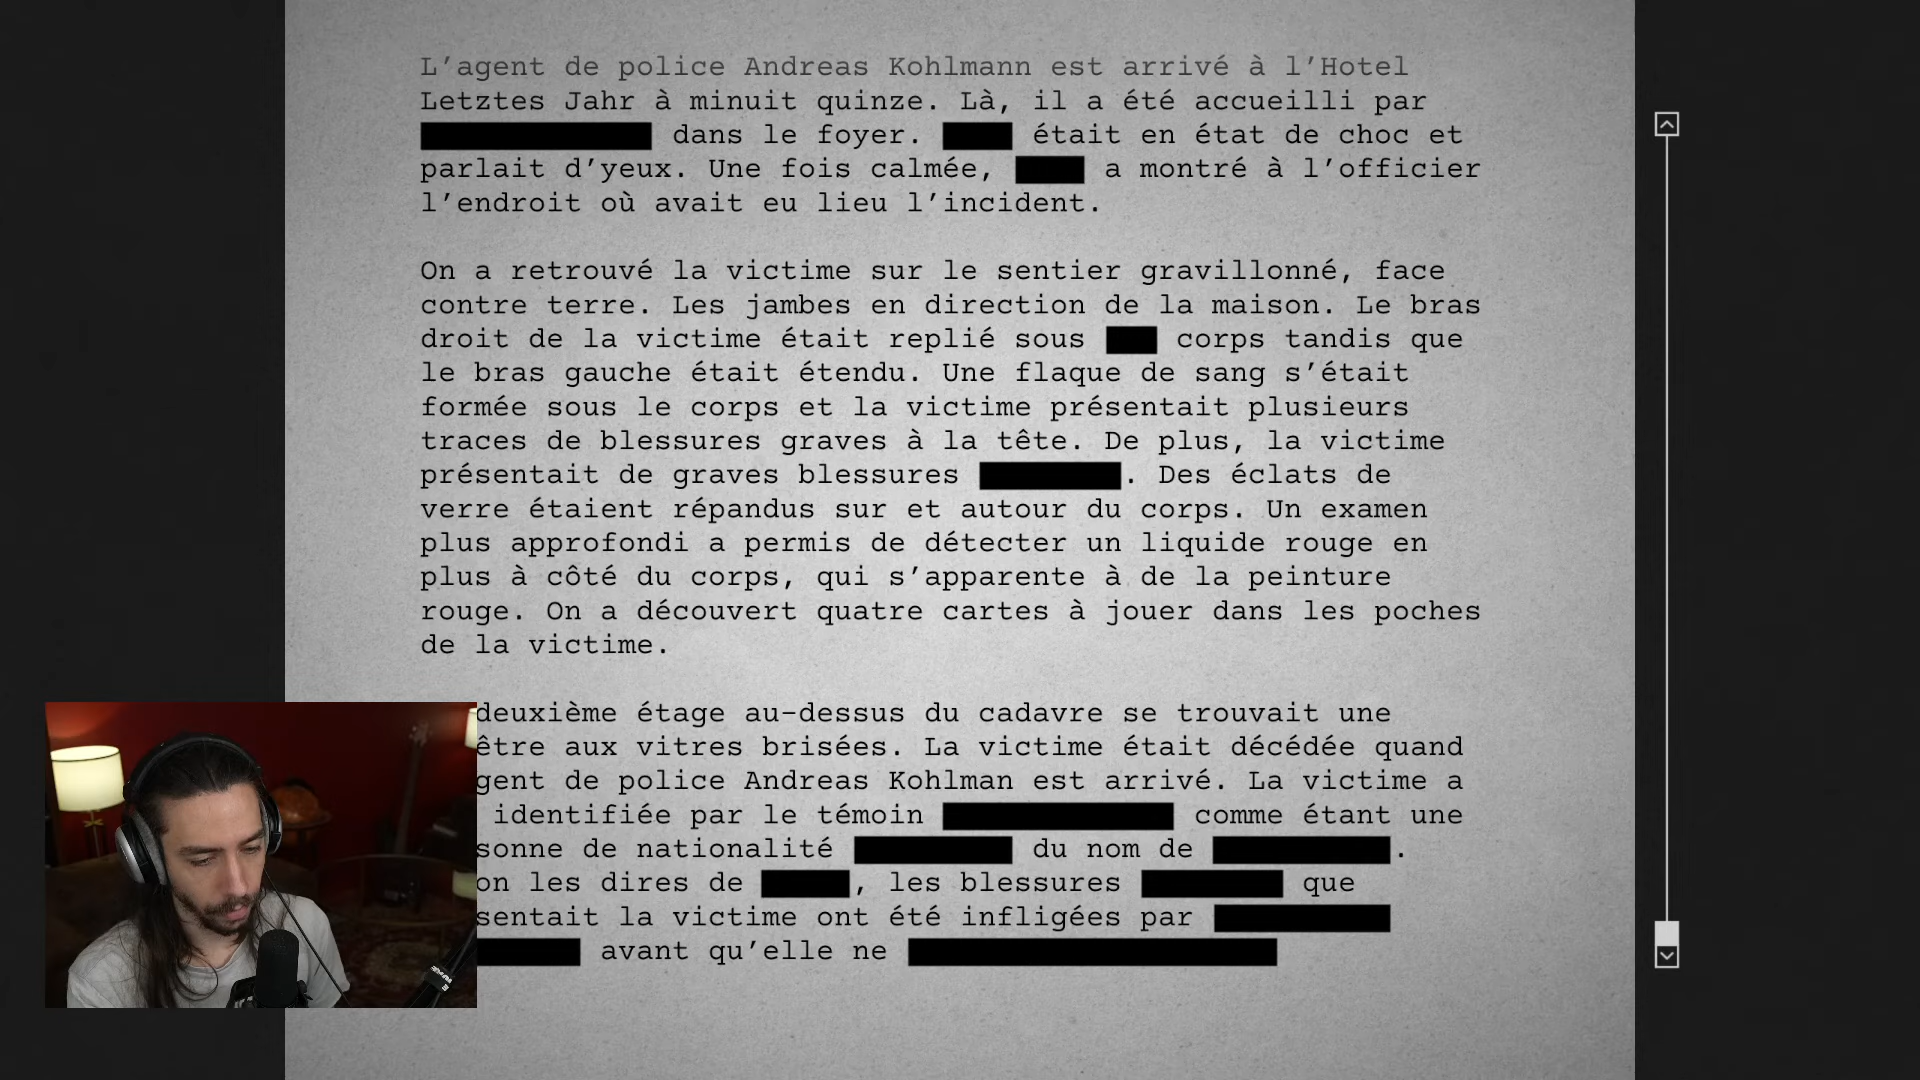 L’agent de police Andreas Kohlmann est arrivé à l’Hotel
Letztes Jahr à minuit quinze. Là, il a été accueilli par
dans le foyer. était en état de choc et
parlait d’yeux. Une fois calmée, a montré à l’officier
l’endroit où avait eu lieu l’incident.
On a retrouvé la victime sur le sentier gravillonné, face
contre terre. Les jambes en direction de la maison. Le bras
droit de la victime était replié sous corps tandis que
le bras gauche était étendu. Une flaque de sang s’était
formée sous le corps et la victime présentait plusieurs
traces de blessures graves à la tête. De plus, la victime
présentait de graves blessures . Des éclats de
verre étaient répandus sur et autour du corps. Un examen
plus approfondi a permis de détecter un liquide rouge en
plus à côté du corps, qui s’apparente à de la peinture
rouge. On a découvert quatre cartes à jouer dans les poches
de la victime.
deuxième étage au-dessus du cadavre se trouvait une
être aux vitres brisées. La victime était décédée quand
gent de police Andreas Kohlman est arrivé. La victime a
identifiée par le témoin comme étant une
sonne de nationalité du nom de .
on les dires de , les blessures que
sentait la victime ont été infligées par
avant qu’elle ne